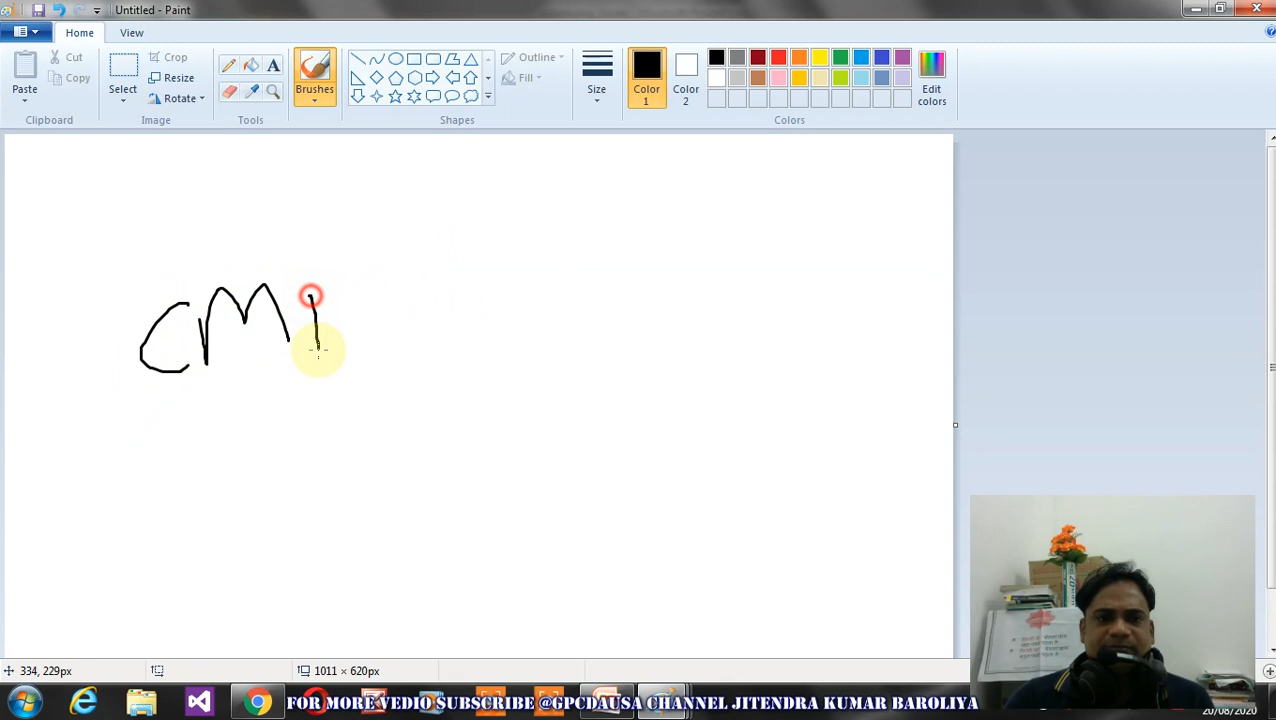 Untitled - Paint
Home
View
Paste
Cut
Copy
Clipboard
Select
Crop
Resize
Rotate
Image
Tools
Brushes
Shapes
Outline
Fill
Size
Color 1
Color 2
Edit colors
Colors
CM
334, 229px
1011 × 620px
FOR MORE VEDIO SUBSCRIBE @GPCDAUSA CHANNEL JITENDRA KUMAR BAROLIYA
20/08/2020